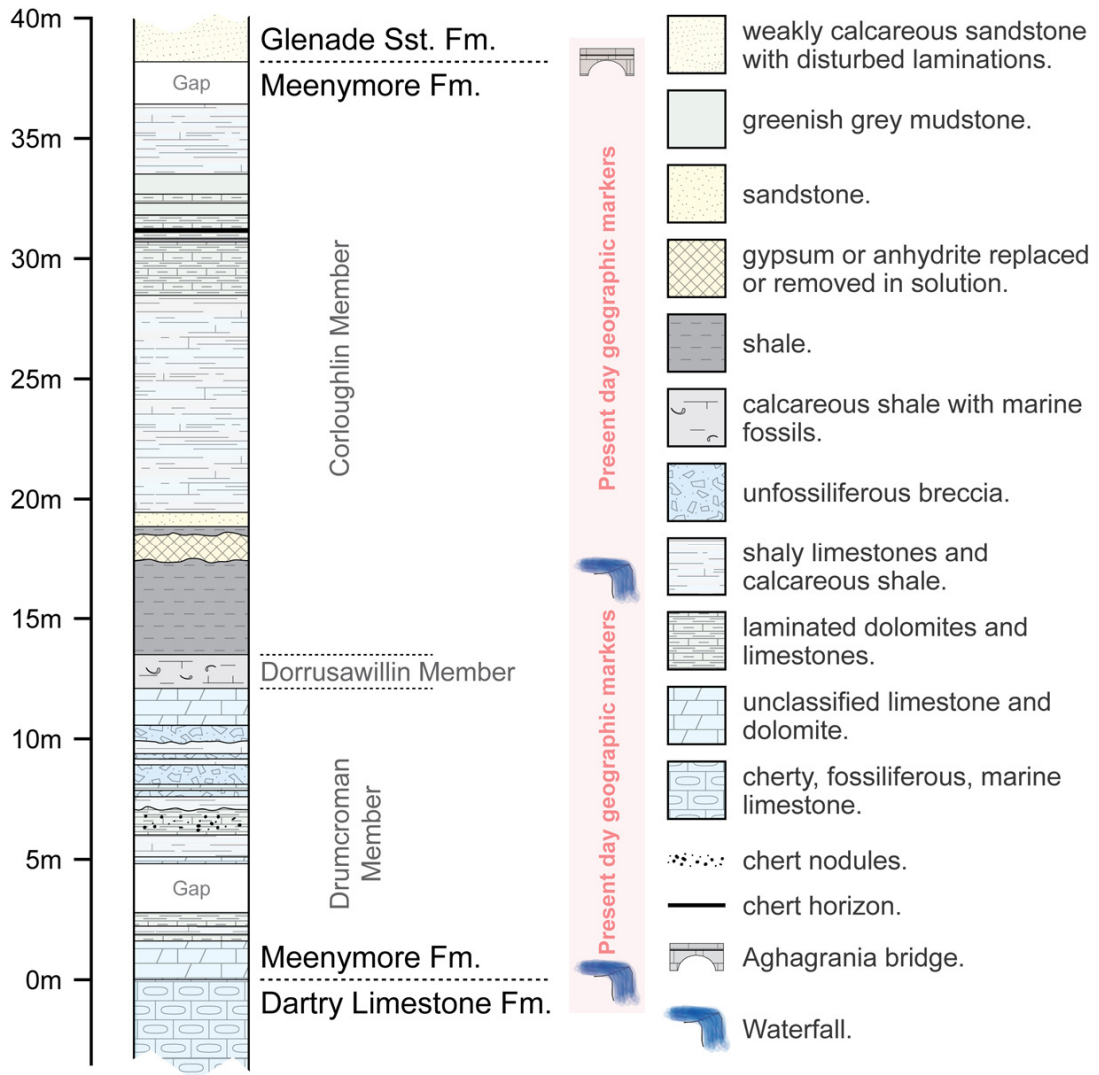 40m
35m
30m
25m
20m
15m
10m
5m
0m
Gap
Gap
Glenade Sst. Fm.
Meenymore Fm.
Corloughlin Member
Dorrusawillin Member
Drumcroman
Member
Meenymore Fm.
Dartry Limestone Fm.
Present day geographic markers
Present day geographic markers
weakly calcareous sandstone
with disturbed laminations.
greenish grey mudstone.
sandstone.
gypsum or anhydrite replaced
or removed in solution.
shale.
calcareous shale with marine
fossils.
unfossiliferous breccia.
shaly limestones and
calcareous shale.
laminated dolomites and
limestones.
unclassified limestone and
dolomite.
cherty, fossiliferous, marine
limestone.
chert nodules.
chert horizon.
Aghagrania bridge.
Waterfall.